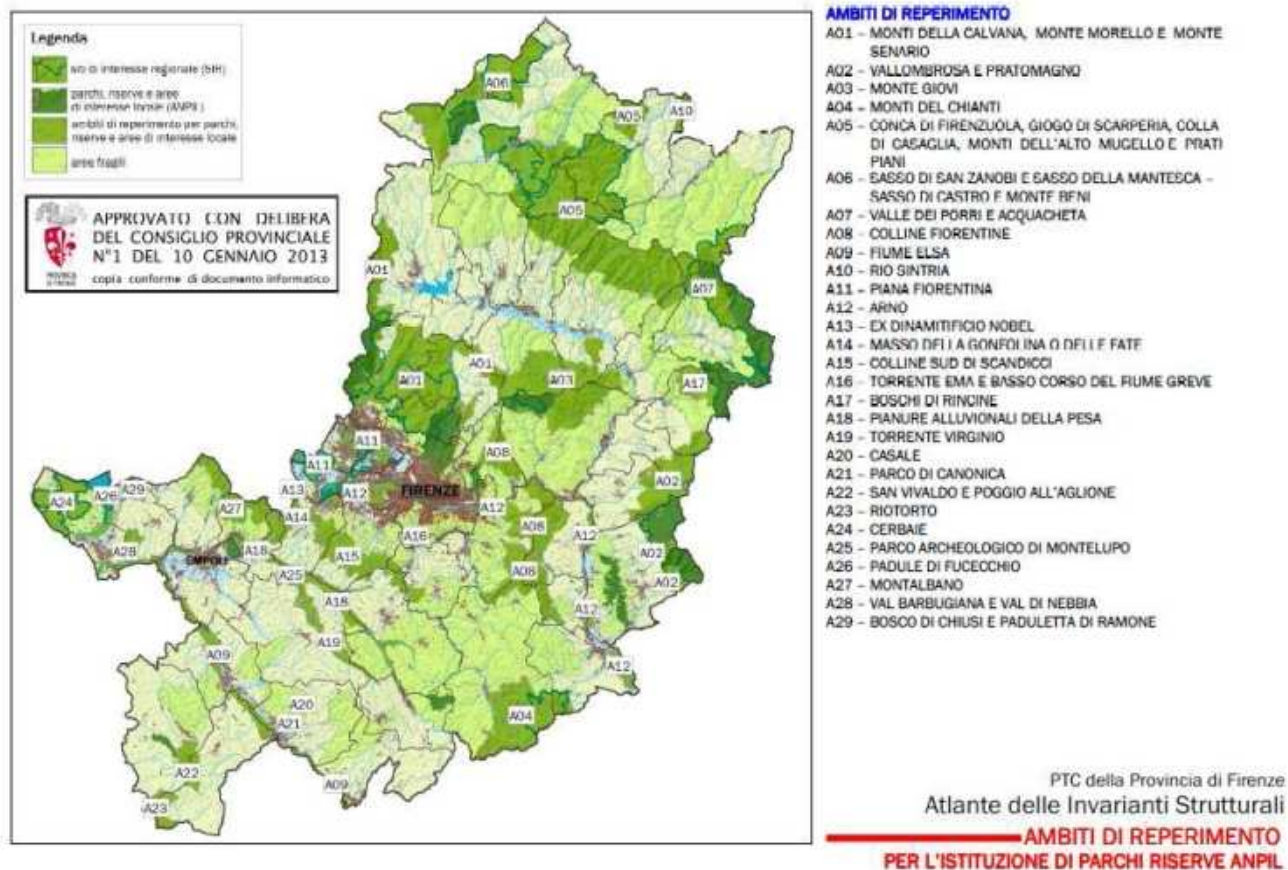 Legenda
sito di interesse regionale (SIR)
parchi, riserve e aree
di interesse locale (ANPIL)
ambiti di reperimento per parchi,
riserve e aree di interesse locale
aree fragili
APPROVATO CON DELIBERA
DEL CONSIGLIO PROVINCIALE
N°1 DEL 10 GENNAIO 2013
copia conforme di documento informatico
PROVINCIA
DI FIRENZE
A06
A05
A10
A05
A01
A07
A01
A01
A03
A17
A11
A08
A11
A02
A24
A26
A29
A13
A12
FIRENZE
A12
A27
A14
A08
A28
EMPOLI
A18
A15
A16
A12
A02
A25
A08
A02
A18
A12
A19
A09
A12
A20
A04
A21
A22
A09
A23
AMBITI DI REPERIMENTO
A01 – MONTI DELLA CALVANA, MONTE MORELLO E MONTE
SENARIO
A02 – VALLOMBROSA E PRATOMAGNO
A03 – MONTE GIOVI
A04 – MONTI DEL CHIANTI
A05 – CONCA DI FIRENZUOLA, GIOGO DI SCARPERIA, COLLA
DI CASAGLIA, MONTI DELL'ALTO MUGELLO E PRATI
PIANI
A06 – SASSO DI SAN ZANOBI E SASSO DELLA MANTESCA –
SASSO DI CASTRO E MONTE BENI
A07 – VALLE DEI PORRI E ACQUACHETA
A08 – COLLINE FIORENTINE
A09 – FIUME ELSA
A10 – RIO SINTRIA
A11 – PIANA FIORENTINA
A12 – ARNO
A13 – EX DINAMITIFICIO NOBEL
A14 – MASSO DELLA GONFOLINA O DELLE FATE
A15 – COLLINE SUD DI SCANDICCI
A16 – TORRENTE EMA E BASSO CORSO DEL FIUME GREVE
A17 – BOSCHI DI RINCINE
A18 – PIANURE ALLUVIONALI DELLA PESA
A19 – TORRENTE VIRGINIO
A20 – CASALE
A21 – PARCO DI CANONICA
A22 – SAN VIVALDO E POGGIO ALL'AGLIONE
A23 – RIOTORTO
A24 – CERBAIE
A25 – PARCO ARCHEOLOGICO DI MONTELUPO
A26 – PADULE DI FUCECCHIO
A27 – MONTALBANO
A28 – VAL BARBUGIANA E VAL DI NEBBIA
A29 – BOSCO DI CHIUSI E PADULETTA DI RAMONE
PTC della Provincia di Firenze
Atlante delle Invarianti Strutturali
AMBITI DI REPERIMENTO
PER L'ISTITUZIONE DI PARCHI RISERVE ANPIL